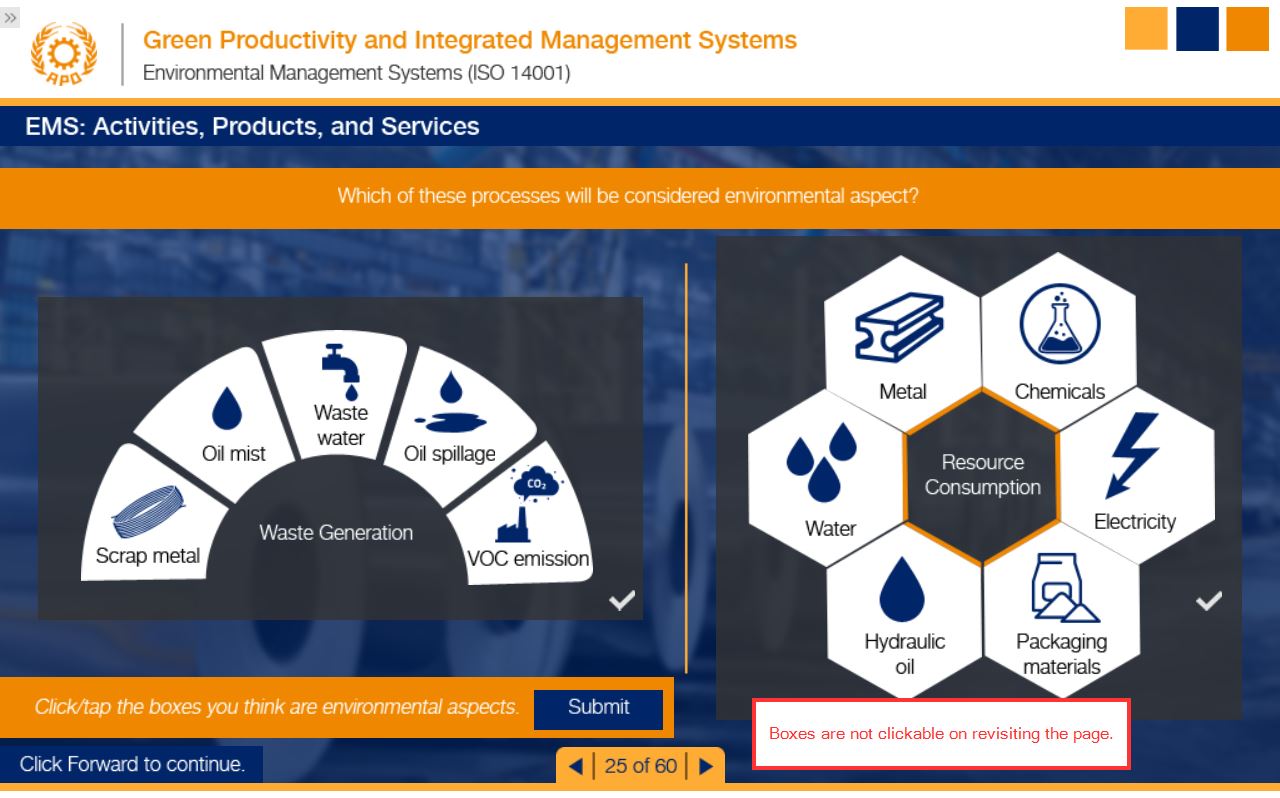 »
APO
Green Productivity and Integrated Management Systems
Environmental Management Systems (ISO 14001)
EMS: Activities, Products, and Services
Which of these processes will be considered environmental aspect?
Scrap metal
Oil mist
Waste
water
Oil spillage
CO₂
VOC emission
Waste Generation
Metal
Chemicals
Water
Resource
Consumption
Electricity
Hydraulic
oil
Packaging
materials
Click/tap the boxes you think are environmental aspects.
Submit
Boxes are not clickable on revisiting the page.
Click Forward to continue.
25 of 60